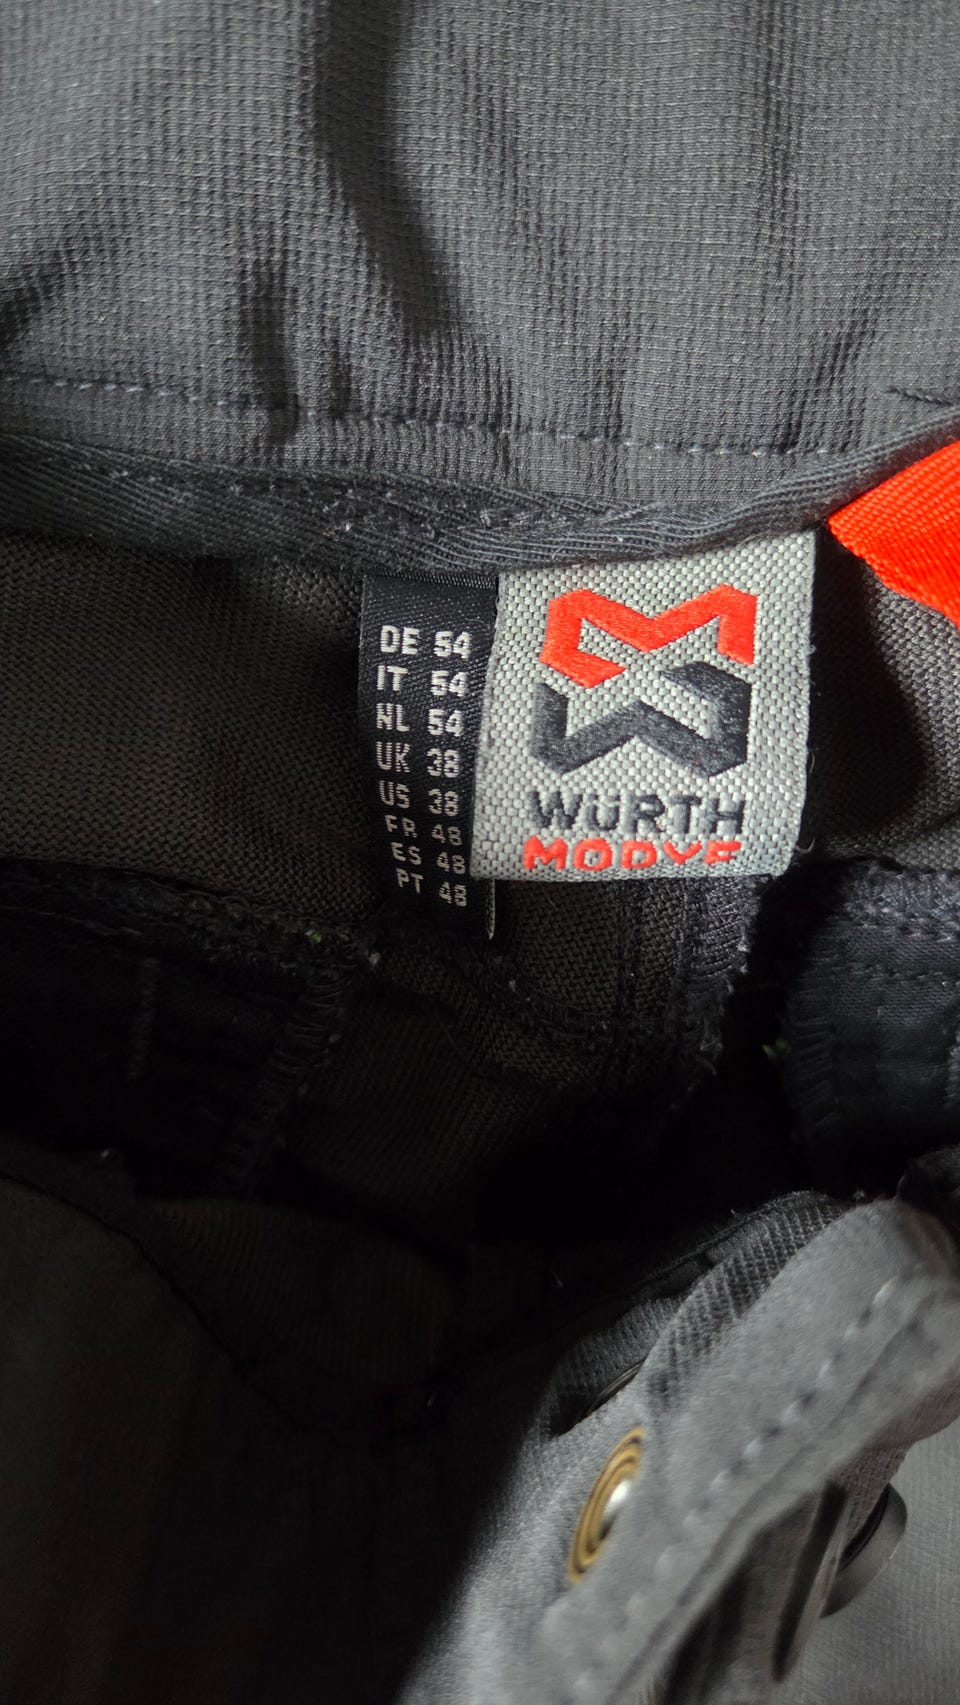 DE 54
IT 54
NL 54
UK 38
US 38
FR 48
ES 48
PT 48
WüRTH
MODYF